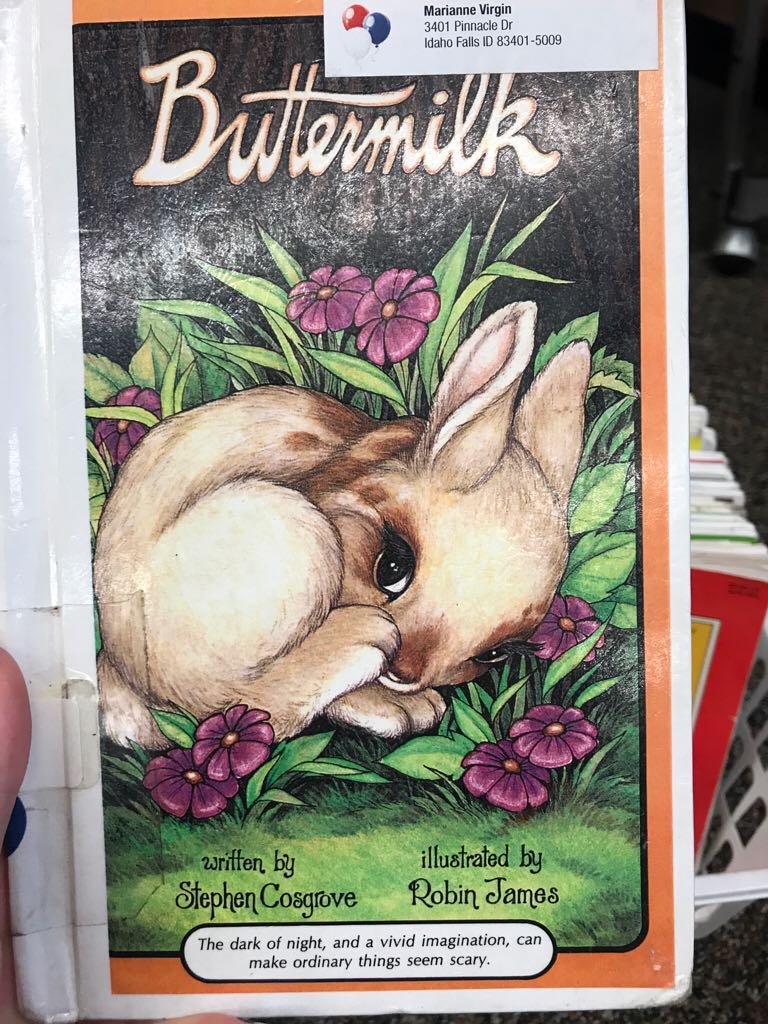 Marianne Virgin
3401 Pinnacle Dr
Idaho Falls ID 83401-5009
Buttermilk
written by
Stephen Cosgrove
illustrated by
Robin James
The dark of night, and a vivid imagination, can
make ordinary things seem scary.